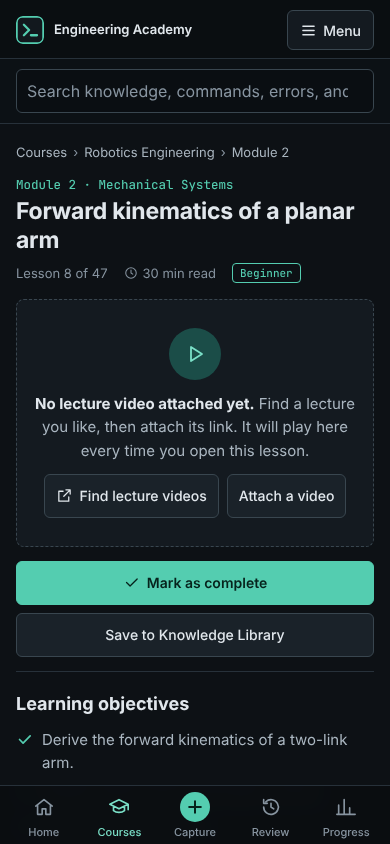 Engineering Academy
Menu
Search knowledge, commands, errors, and
Courses › Robotics Engineering › Module 2
Module 2 · Mechanical Systems
Forward kinematics of a planar
arm
Lesson 8 of 47 30 min read Beginner
No lecture video attached yet. Find a lecture
you like, then attach its link. It will play here
every time you open this lesson.
Find lecture videos Attach a video
Mark as complete
Save to Knowledge Library
Learning objectives
Derive the forward kinematics of a two-link
arm.
Home Courses Capture Review Progress